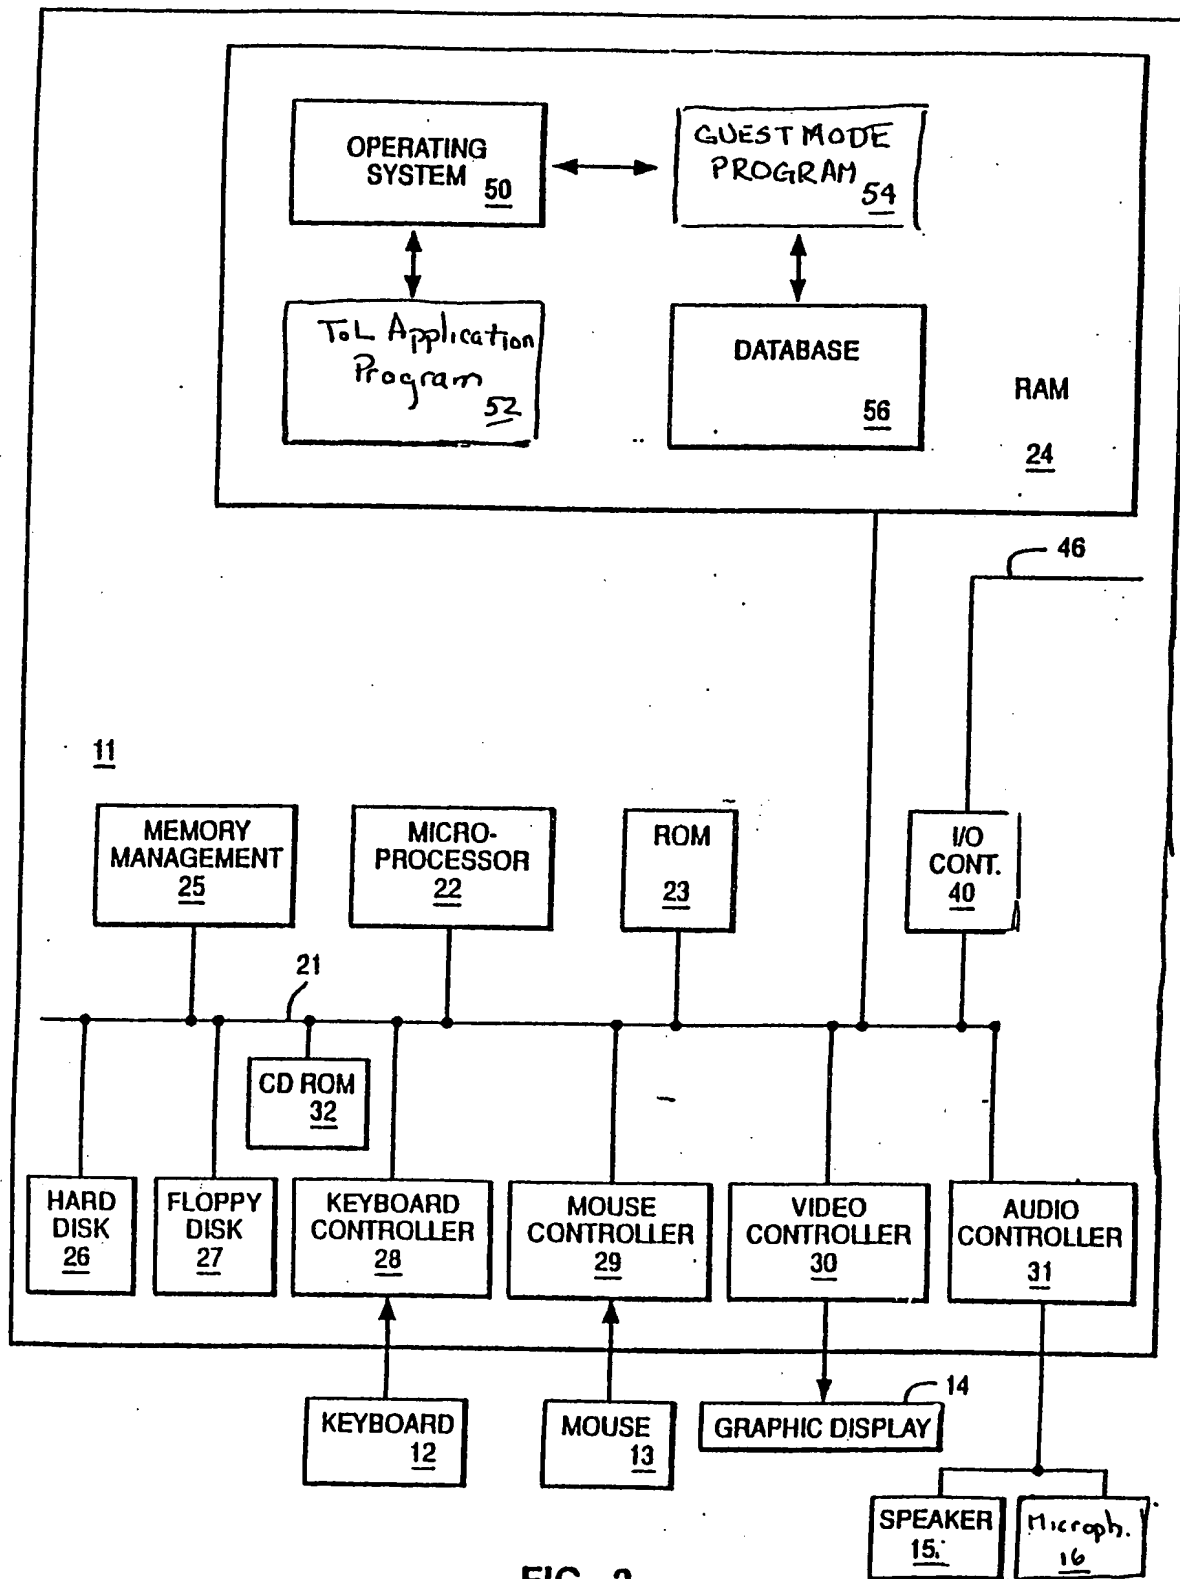 OPERATING
SYSTEM
50
GUEST MODE
PROGRAM
54
ToL Application
Program
52
DATABASE
56
RAM
24
46
11
MEMORY
MANAGEMENT
25
MICRO-
PROCESSOR
22
ROM
23
I/O
CONT.
40
21
CD ROM
32
HARD
DISK
26
FLOPPY
DISK
27
KEYBOARD
CONTROLLER
28
MOUSE
CONTROLLER
29
VIDEO
CONTROLLER
30
AUDIO
CONTROLLER
31
KEYBOARD
12
MOUSE
13
14
GRAPHIC DISPLAY
SPEAKER
15
Microph.
16